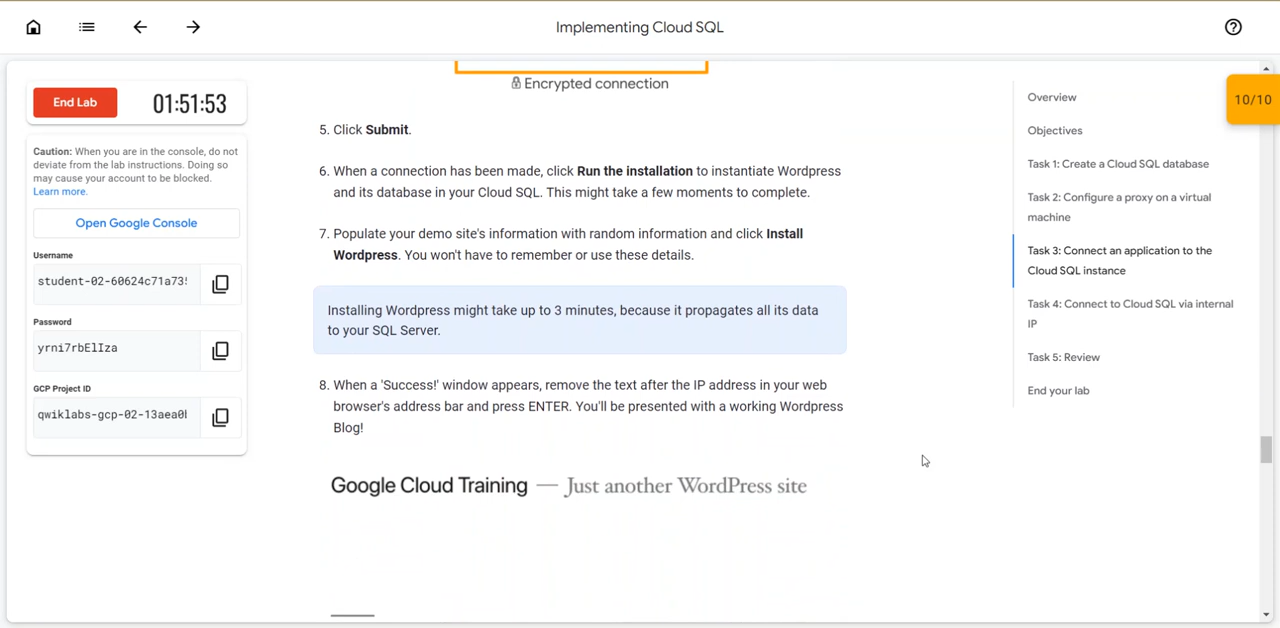 Implementing Cloud SQL
End Lab
01:51:53
Caution: When you are in the console, do not
deviate from the lab instructions. Doing so
may cause your account to be blocked.
Learn more.
Open Google Console
Username
student-02-60624c71a73
Password
yrni7rbElIza
GCP Project ID
qwiklabs-gcp-02-13aea0
Encrypted connection
5. Click Submit.
6. When a connection has been made, click Run the installation to instantiate Wordpress
and its database in your Cloud SQL. This might take a few moments to complete.
7. Populate your demo site's information with random information and click Install
Wordpress. You won't have to remember or use these details.
Installing Wordpress might take up to 3 minutes, because it propagates all its data
to your SQL Server.
8. When a 'Success!' window appears, remove the text after the IP address in your web
browser's address bar and press ENTER. You'll be presented with a working Wordpress
Blog!
Google Cloud Training — Just another WordPress site
Overview
Objectives
Task 1: Create a Cloud SQL database
Task 2: Configure a proxy on a virtual
machine
Task 3: Connect an application to the
Cloud SQL instance
Task 4: Connect to Cloud SQL via internal
IP
Task 5: Review
End your lab
10/10